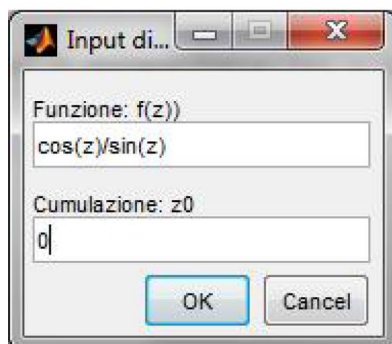 Input di...
Funzione: f(z))
cos(z)/sin(z)
Cumulazione: z0
0
OK Cancel